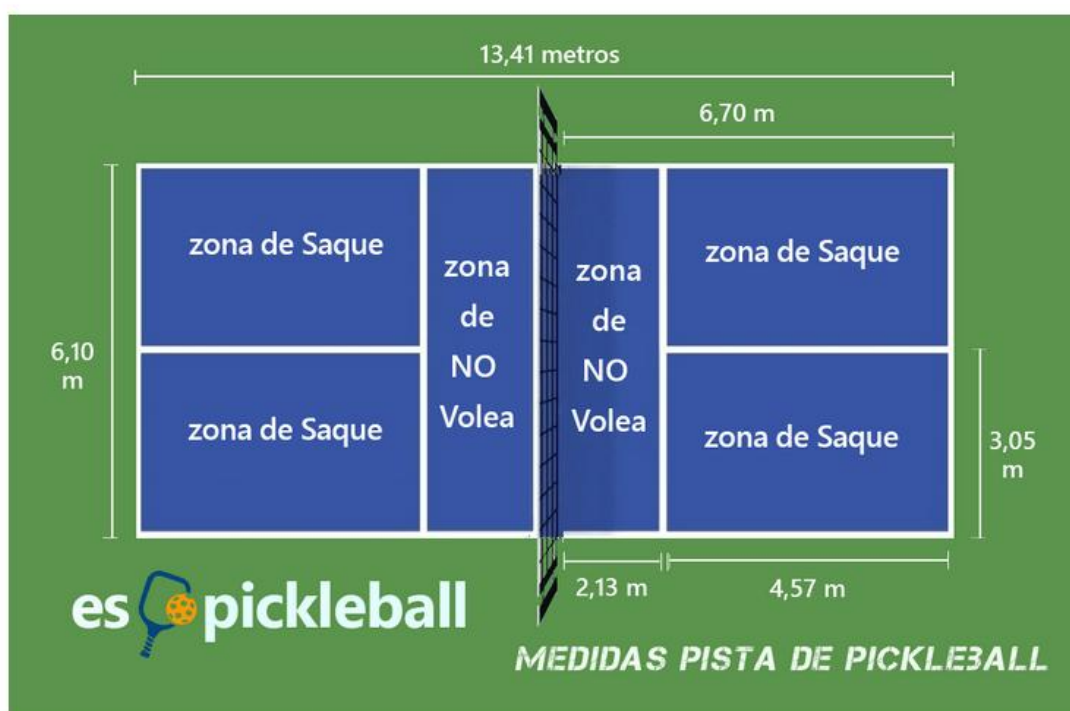 13,41 metros
6,70 m
zona de Saque
zona
de
NO
Volea
zona
de
NO
Volea
zona de Saque
6,10
m
zona de Saque
zona de Saque
3,05
m
2,13 m
4,57 m
es pickleball
MEDIDAS PISTA DE PICKLEBALL